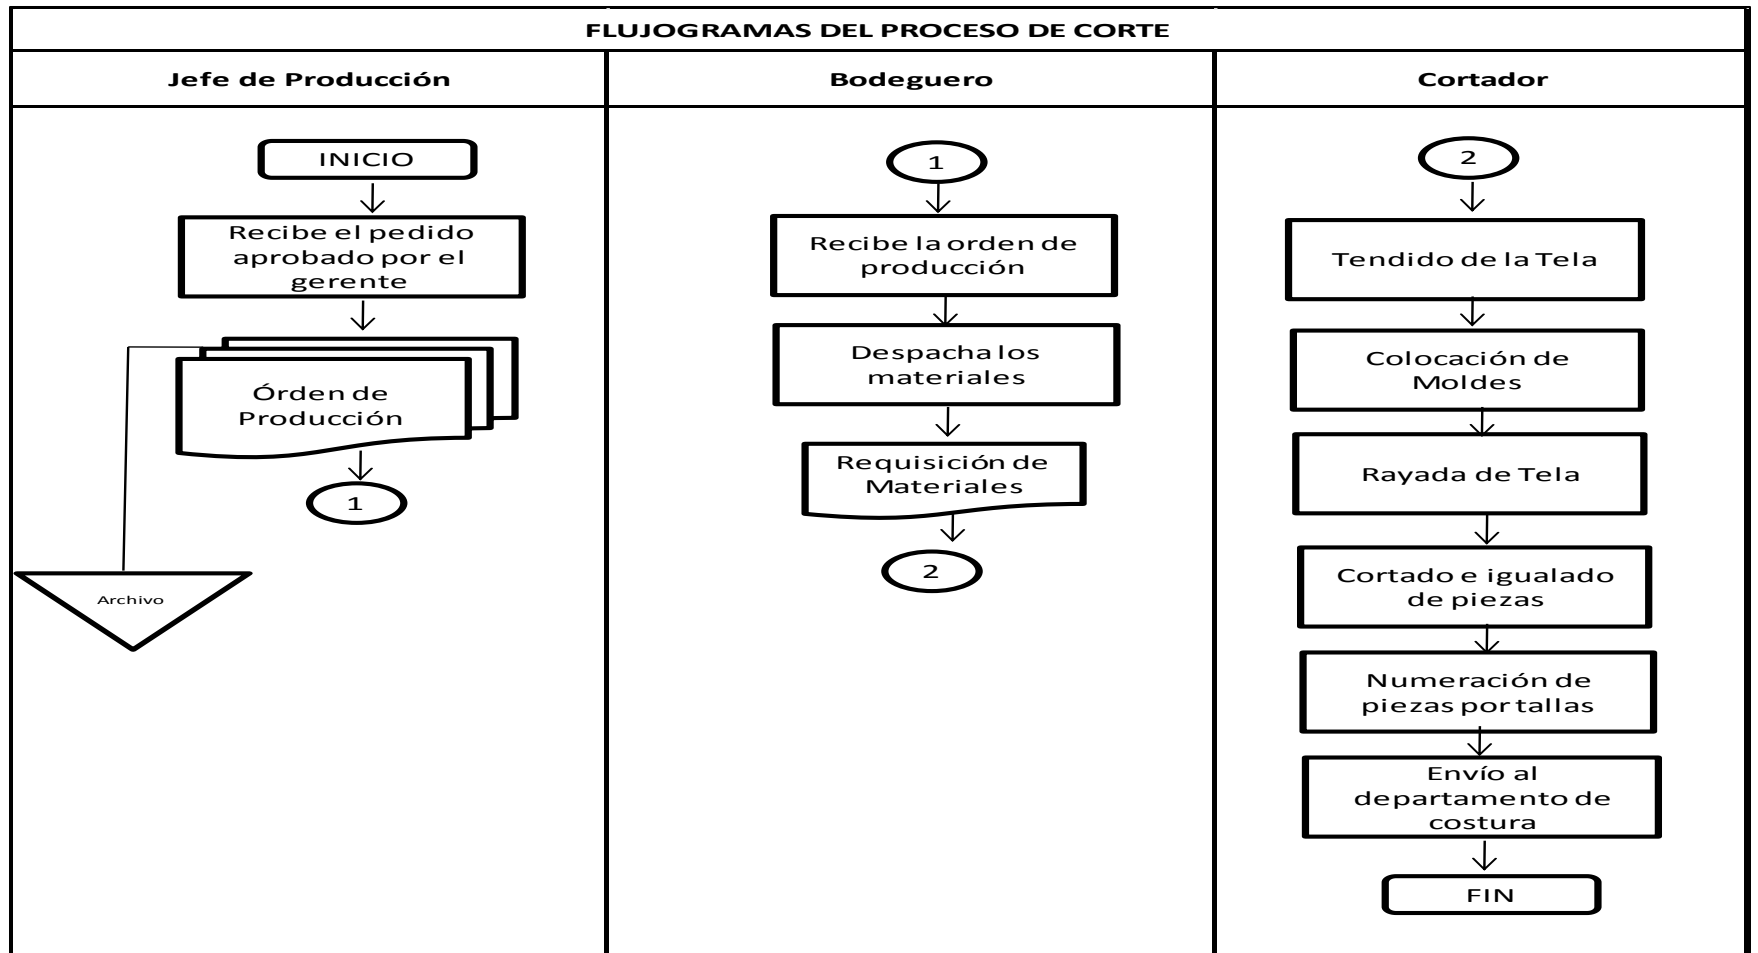 FLUJOGRAMAS DEL PROCESO DE CORTE
Jefe de Producción
Bodeguero
Cortador
INICIO
Recibe el pedido
aprobado por el
gerente
Órden de
Producción
1
Archivo
1
Recibe la orden de
producción
Despacha los
materiales
Requisición de
Materiales
2
2
Tendido de la Tela
Colocación de
Moldes
Rayada de Tela
Cortado e igualado
de piezas
Numeración de
piezas por tallas
Envío al
departamento de
costura
FIN